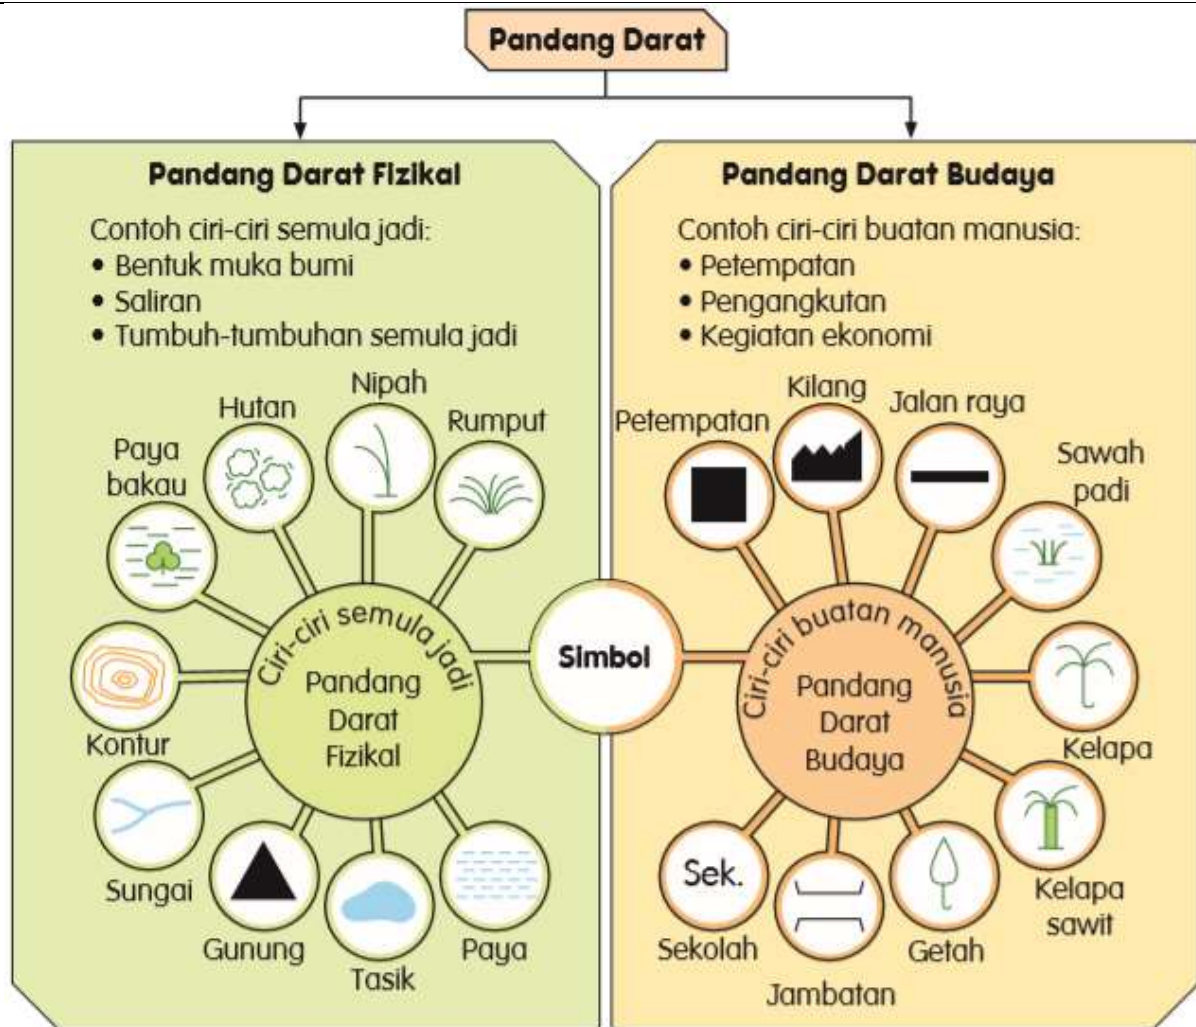 Pandang Darat
Pandang Darat Fizikal
Contoh ciri-ciri semula jadi:
• Bentuk muka bumi
• Saliran
• Tumbuh-tumbuhan semula jadi
Nipah
Hutan
Rumput
Paya
bakau
Kontur
Sungai
Gunung
Tasik
Paya
Ciri-ciri semula jadi
Pandang
Darat
Fizikal
Simbol
Pandang Darat Budaya
Contoh ciri-ciri buatan manusia:
• Petempatan
• Pengangkutan
• Kegiatan ekonomi
Petempatan
Kilang
Jalan raya
Sawah
padi
Kelapa
Kelapa
sawit
Getah
Jambatan
Sek.
Sekolah
Ciri-ciri buatan manusia
Pandang
Darat
Budaya